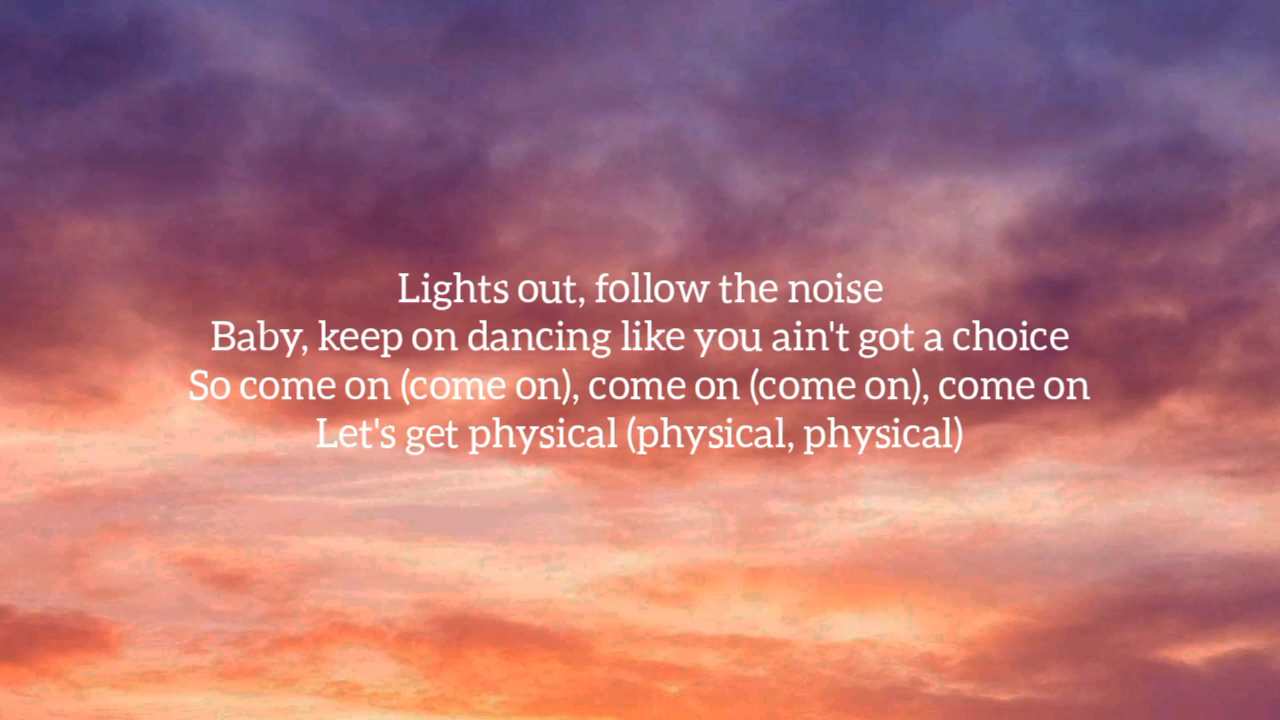 Lights out, follow the noise
Baby, keep on dancing like you ain't got a choice
So come on (come on), come on (come on), come on
Let's get physical (physical, physical)